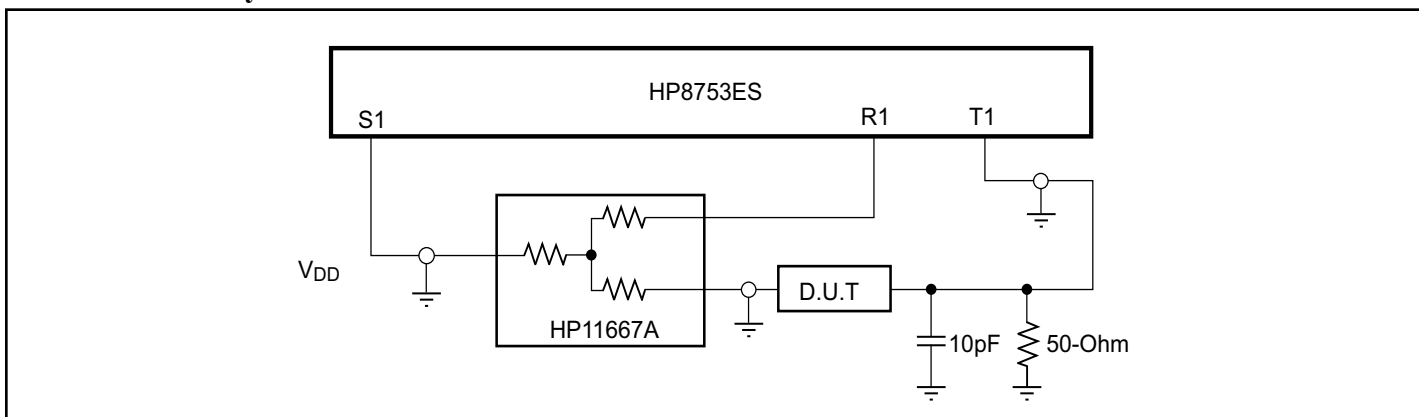 HP8753ES
S1
R1
T1
VDD
D.U.T
HP11667A
10pF
50-Ohm